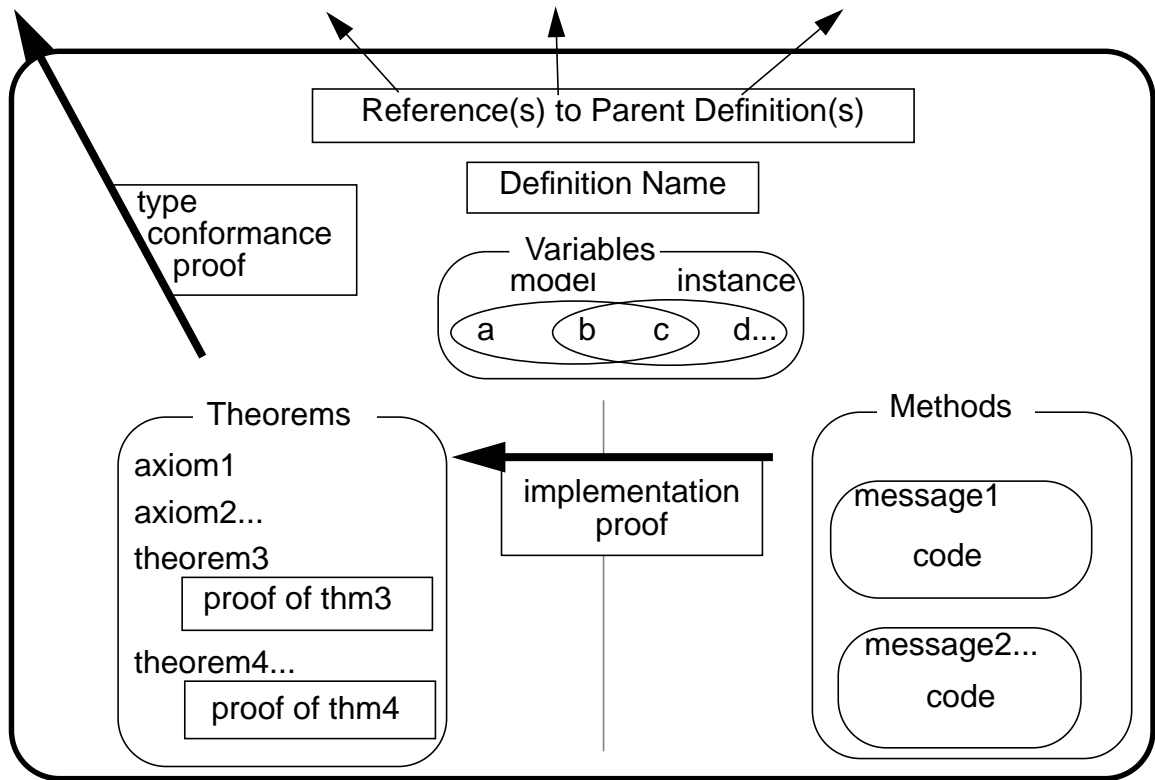 Reference(s) to Parent Definition(s)
Definition Name
type
conformance
proof
Variables
model instance
a b c d...
Theorems
axiom1
axiom2...
theorem3
proof of thm3
theorem4...
proof of thm4
implementation
proof
Methods
message1
code
message2...
code